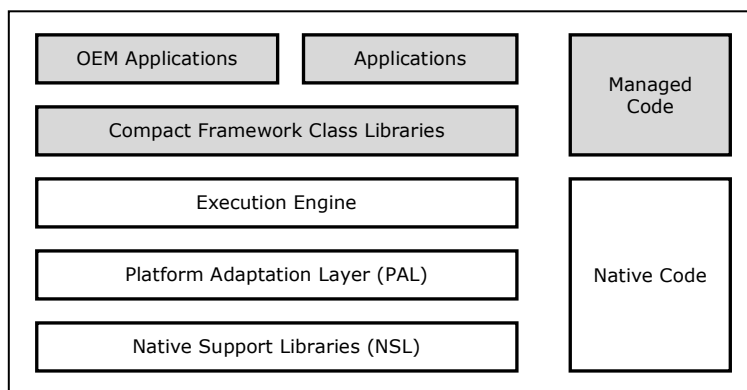 OEM Applications
Applications
Managed
Code
Compact Framework Class Libraries
Execution Engine
Platform Adaptation Layer (PAL)
Native Code
Native Support Libraries (NSL)